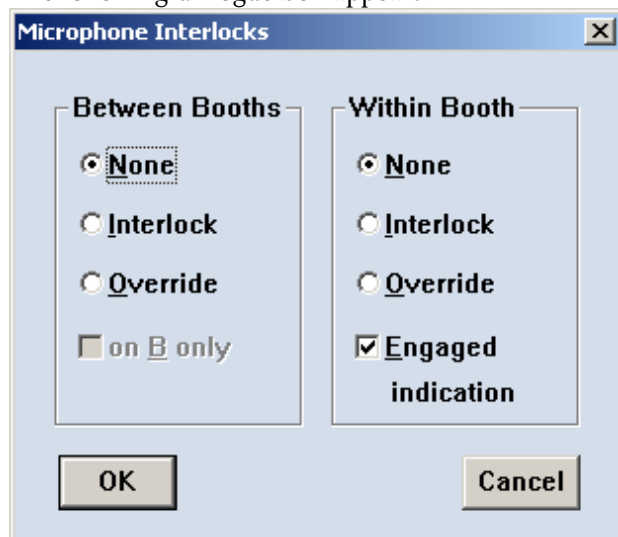 Microphone Interlocks
Between Booths
None
Interlock
Override
on B only
Within Booth
None
Interlock
Override
Engaged
indication
OK
Cancel